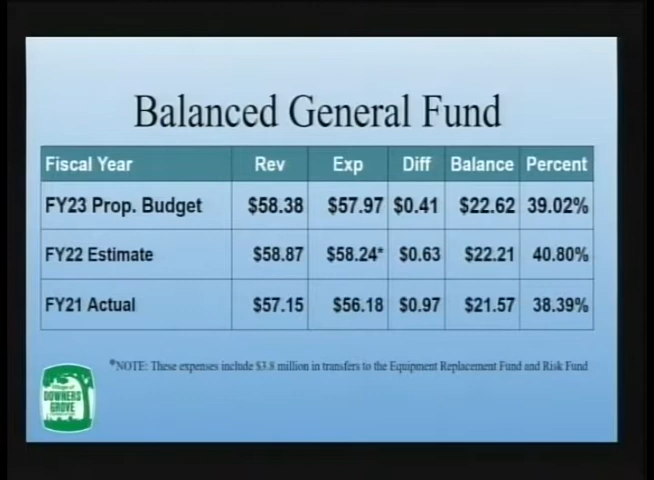 Balanced General Fund
Fiscal Year Rev Exp Diff Balance Percent
FY23 Prop. Budget $58.38 $57.97 $0.41 $22.62 39.02%
FY22 Estimate $58.87 $58.24* $0.63 $22.21 40.80%
FY21 Actual $57.15 $56.18 $0.97 $21.57 38.39%
*NOTE: These expenses include $3.8 million in transfers to the Equipment Replacement Fund and Risk Fund
Village of
DOWNERS
GROVE